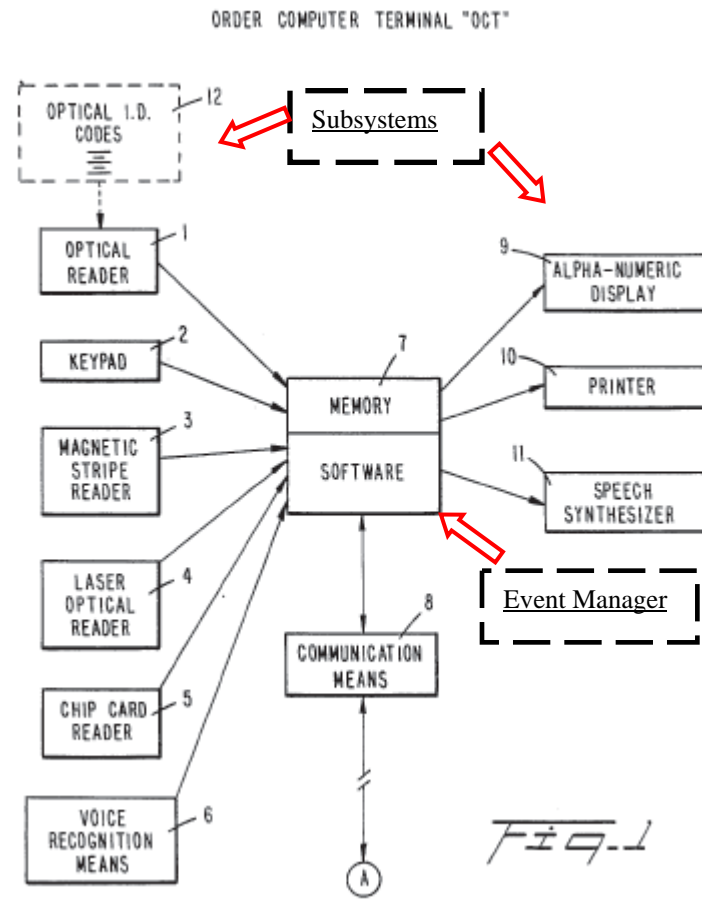 ORDER COMPUTER TERMINAL "OCT"
12
OPTICAL I.D.
CODES
Subsystems
1
OPTICAL
READER
9
ALPHA-NUMERIC
DISPLAY
2
KEYPAD
7
MEMORY
SOFTWARE
10
PRINTER
3
MAGNETIC
STRIPE
READER
11
SPEECH
SYNTHESIZER
4
LASER
OPTICAL
READER
Event Manager
8
COMMUNICATION
MEANS
5
CHIP CARD
READER
6
VOICE
RECOGNITION
MEANS
A
Fig.1